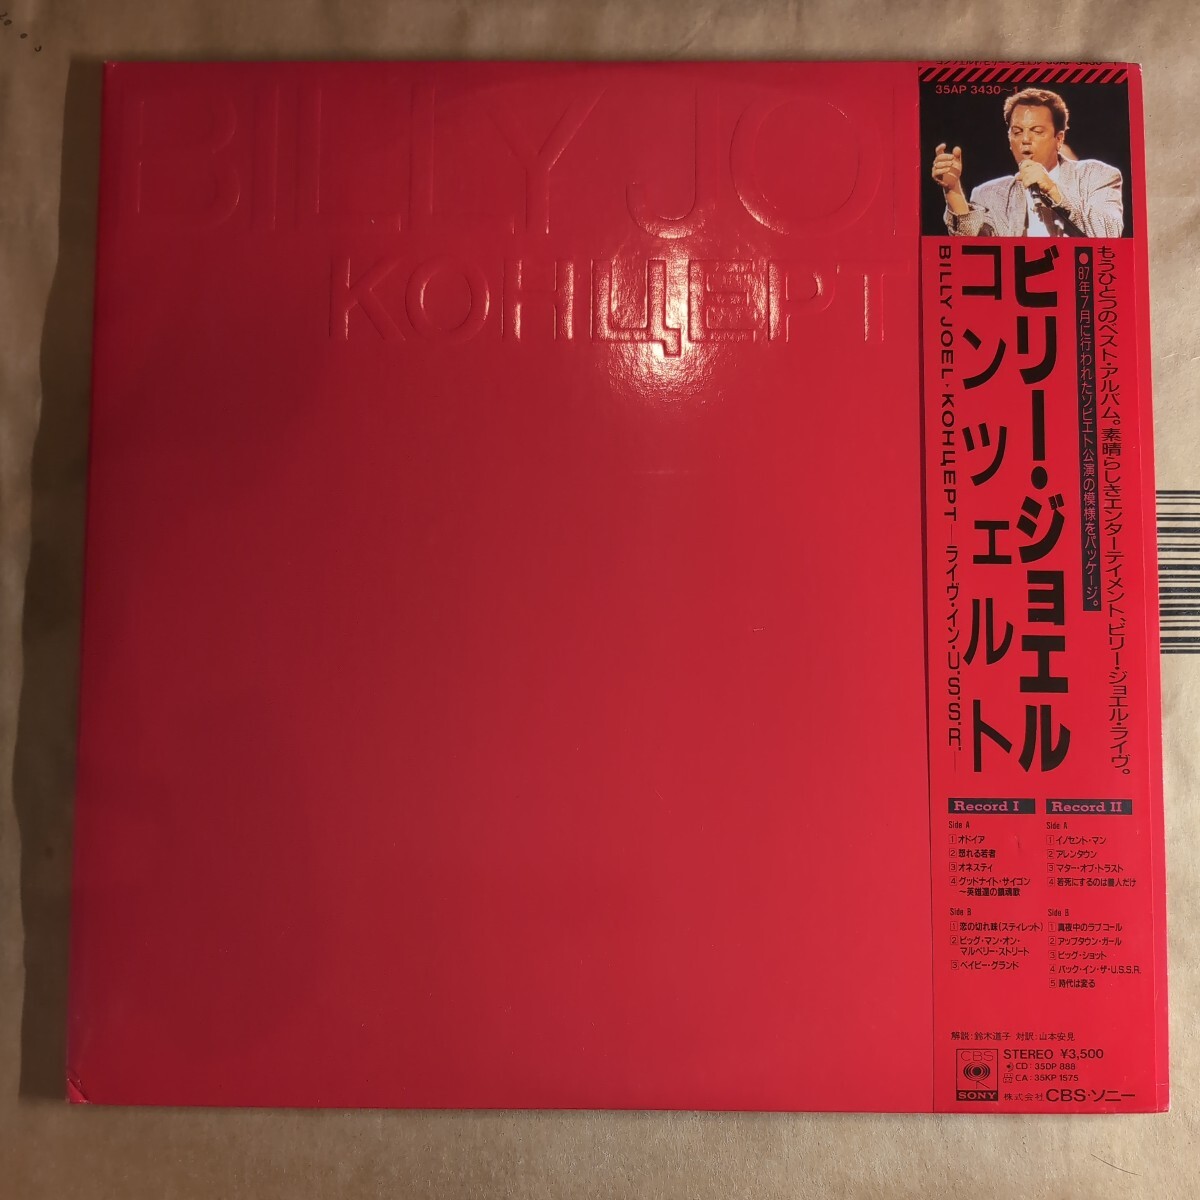 BILLY JO
КОНЦЕРТ
35AP 3430〜1
もうひとつのベスト・アルバム。素晴らしきエンターテイメント、ビリー・ジョエル・ライヴ。
●87年7月に行われたソビエト公演の模様をパッケージ。
ビリー・ジョエル
コンツェルト
BILLY JOEL・КОНЦЕРТ—ライヴ・イン・U.S.S.R.—
Record I
Side A
1 オドイア
2 怒れる若者
3 オネスティ
4 グッドナイト・サイゴン
〜英雄達の鎮魂歌
Side B
1 恋の切れ味(スティレット)
2 ビッグ・マン・オン・
マルベリー・ストリート
3 ベイビー・グランド
Record II
Side A
1 イノセント・マン
2 アレンタウン
3 マター・オブ・トラスト
4 若死にするのは善人だけ
Side B
1 真夜中のラブコール
2 アップタウン・ガール
3 ビッグ・ショット
4 バック・イン・ザ・U.S.S.R.
5 時代は変る
解説:鈴木道子 対訳:山本安見
CBS
SONY
STEREO ¥3,500
CD:35DP 888
CA:35KP 1575
株式会社CBS・ソニー